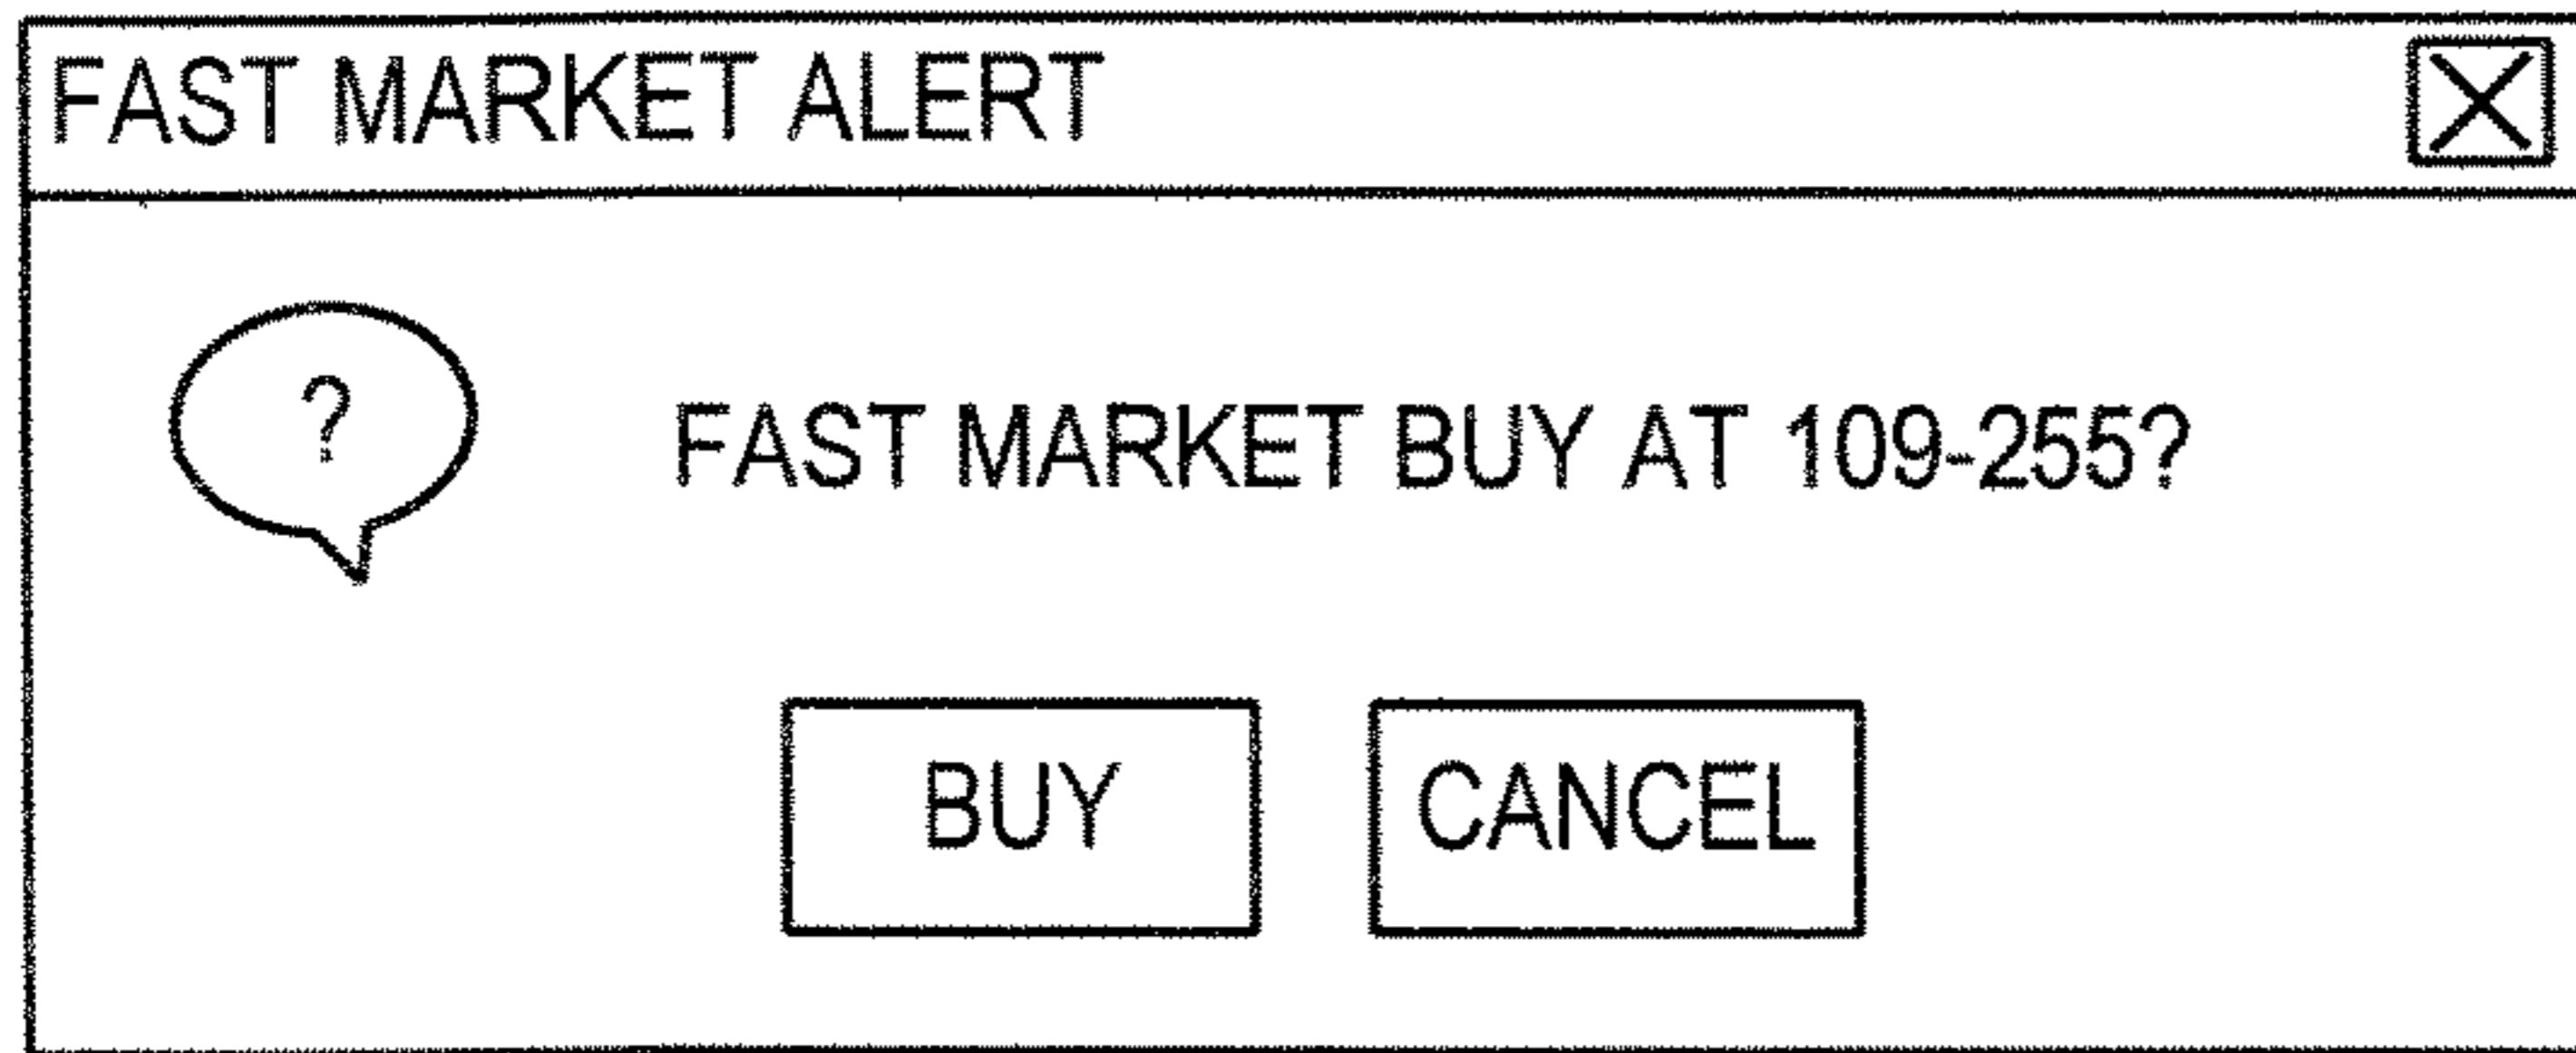 FAST MARKET ALERT
?
FAST MARKET BUY AT 109-255?
BUY
CANCEL